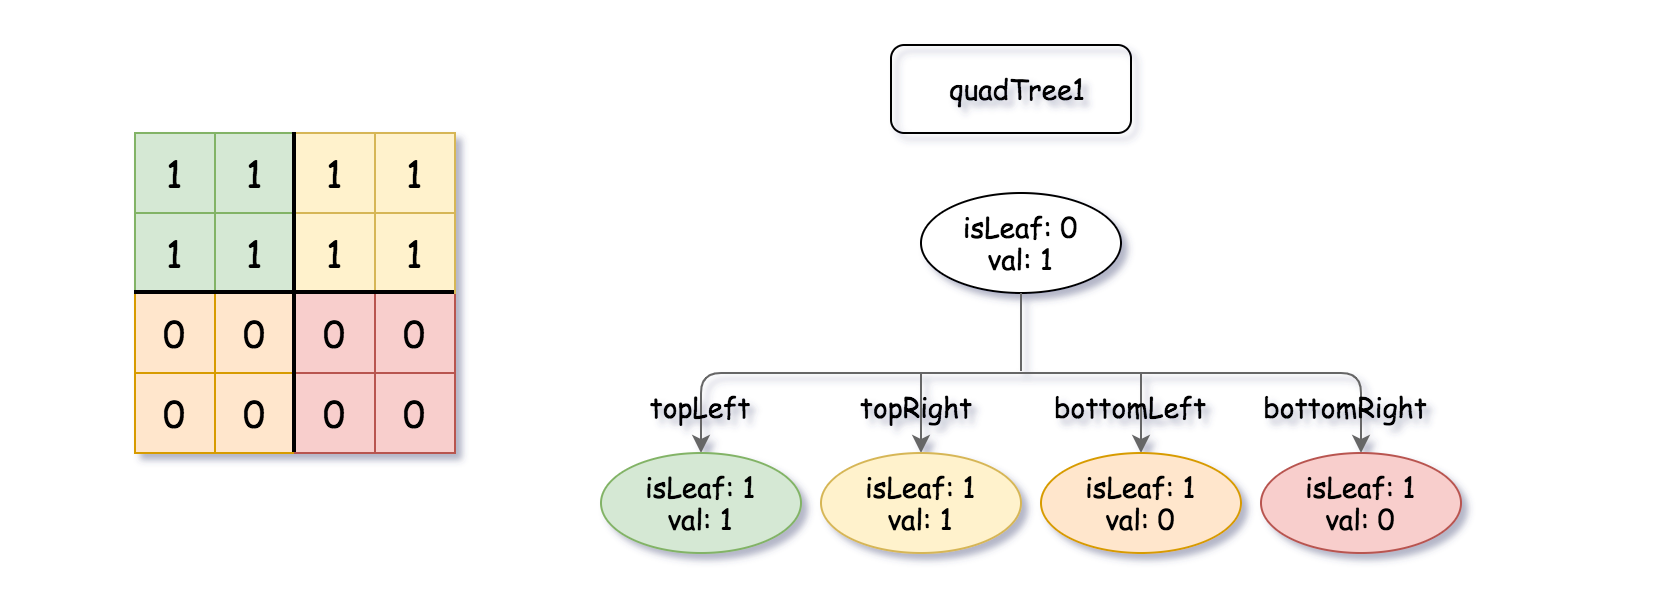 quadTree1
1 1 1 1
1 1 1 1
0 0 0 0
0 0 0 0
isLeaf: 0
val: 1
topLeft
topRight
bottomLeft
bottomRight
isLeaf: 1
val: 1
isLeaf: 1
val: 1
isLeaf: 1
val: 0
isLeaf: 1
val: 0